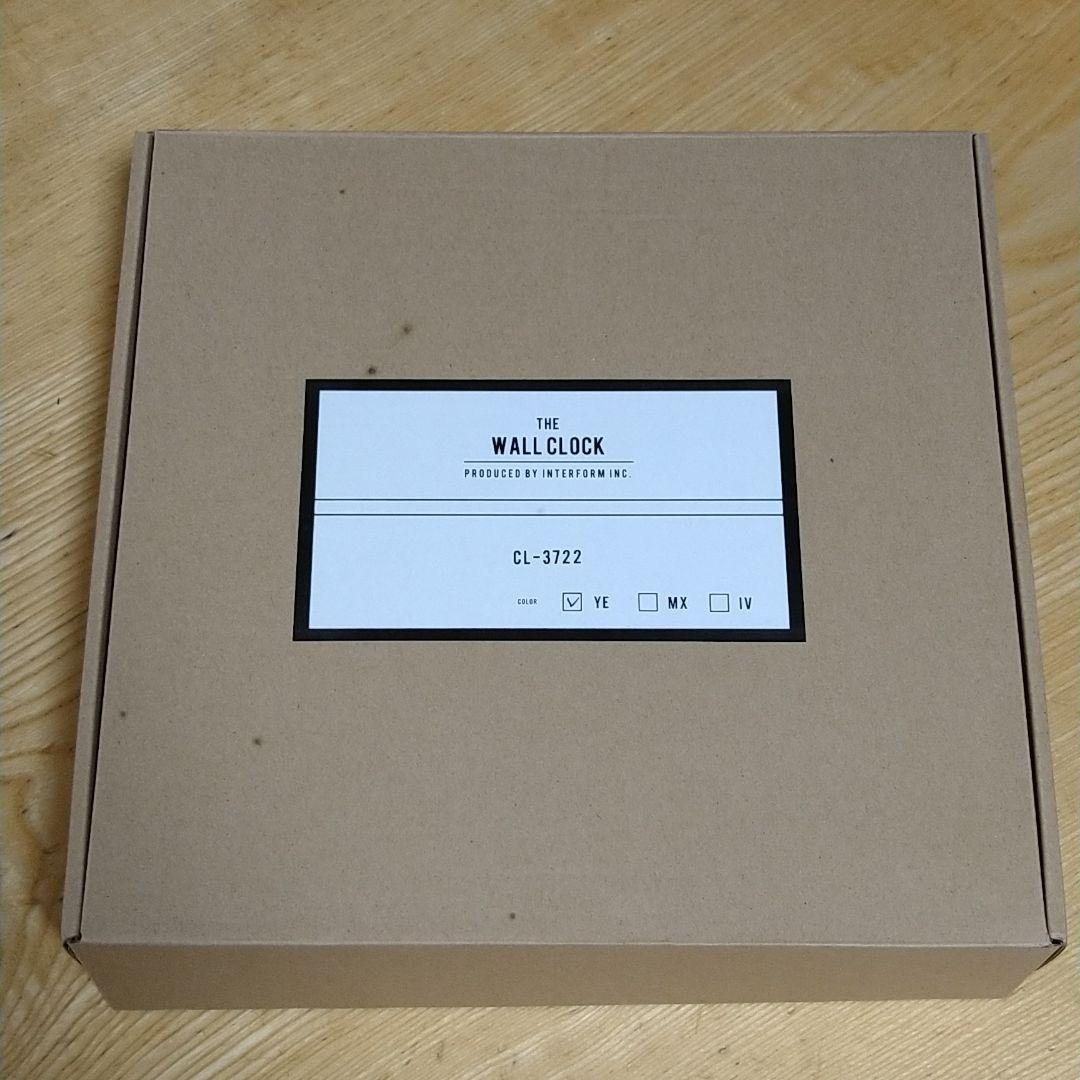 THE
WALL CLOCK
PRODUCED BY INTERFORM INC.
CL-3722
COLOR YE MX IV